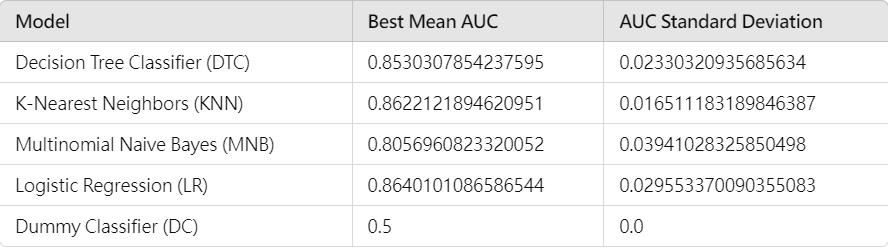 Model Best Mean AUC AUC Standard Deviation
Decision Tree Classifier (DTC) 0.8530307854237595 0.02330320935685634
K-Nearest Neighbors (KNN) 0.8622121894620951 0.016511183189846387
Multinomial Naive Bayes (MNB) 0.8056960823320052 0.03941028325850498
Logistic Regression (LR) 0.8640101086586544 0.029553370090355083
Dummy Classifier (DC) 0.5 0.0